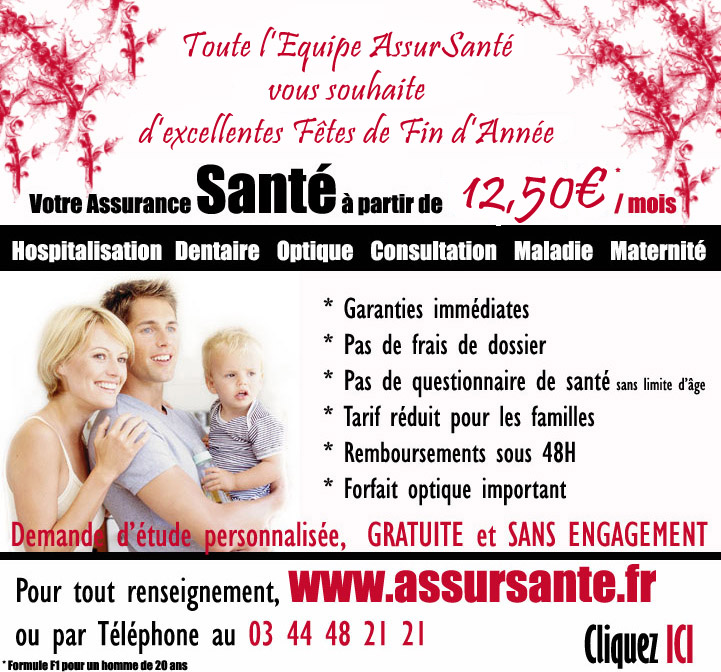 Toute l'Equipe AssurSanté
vous souhaite
d'excellentes Fêtes de Fin d'Année
Votre Assurance Santé à partir de 12,50€* / mois
Hospitalisation Dentaire Optique Consultation Maladie Maternité
* Garanties immédiates
* Pas de frais de dossier
* Pas de questionnaire de santé sans limite d'âge
* Tarif réduit pour les familles
* Remboursements sous 48H
* Forfait optique important
Demande d'étude personnalisée, GRATUITE et SANS ENGAGEMENT
Pour tout renseignement, www.assursante.fr
ou par Téléphone au 03 44 48 21 21
Cliquez ICI
* Formule F1 pour un homme de 20 ans